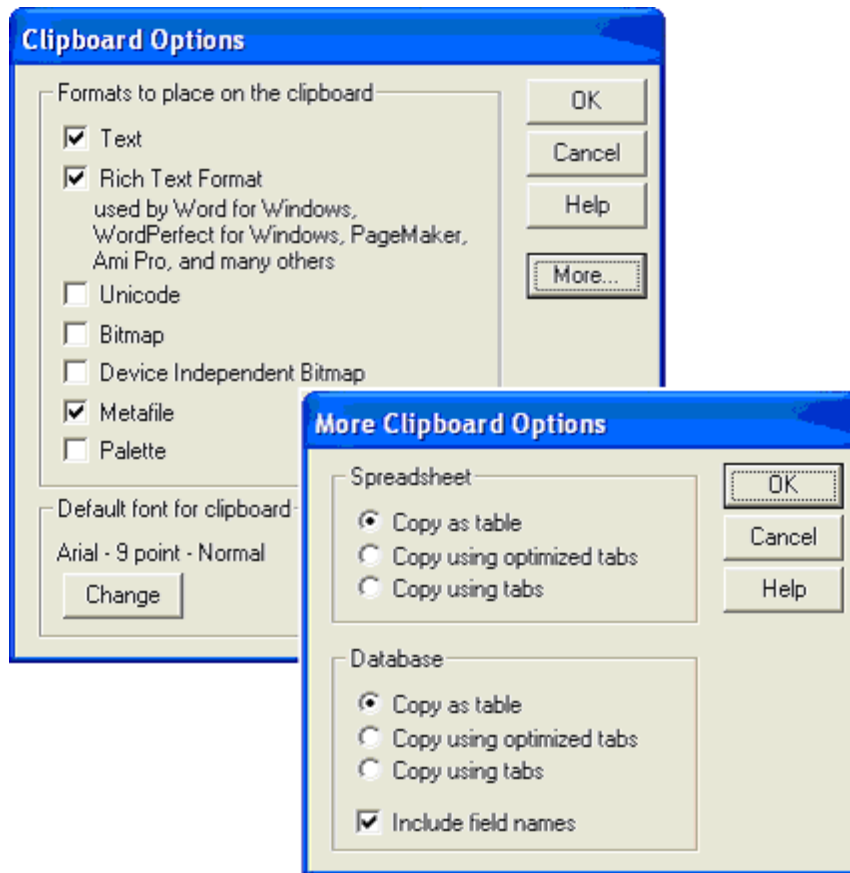 Clipboard Options
Formats to place on the clipboard
OK
Text
Cancel
Rich Text Format
used by Word for Windows,
WordPerfect for Windows, PageMaker,
Ami Pro, and many others
Help
More...
Unicode
Bitmap
Device Independent Bitmap
Metafile
Palette
Default font for clipboard
Arial - 9 point - Normal
Change
More Clipboard Options
Spreadsheet
OK
Copy as table
Cancel
Copy using optimized tabs
Copy using tabs
Help
Database
Copy as table
Copy using optimized tabs
Copy using tabs
Include field names